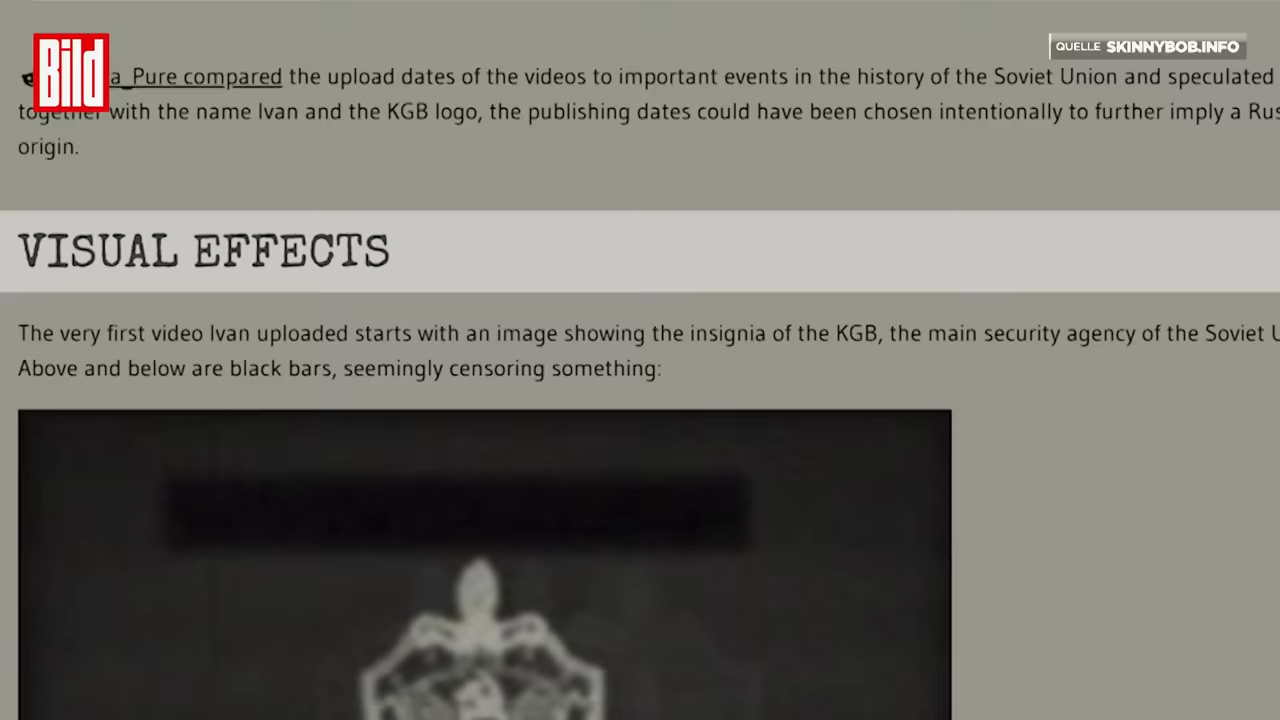 Bild
QUELLE SKINNYBOB.INFO
a_Pure compared the upload dates of the videos to important events in the history of the Soviet Union and speculated
together with the name Ivan and the KGB logo, the publishing dates could have been chosen intentionally to further imply a Rus
origin.
VISUAL EFFECTS
The very first video Ivan uploaded starts with an image showing the insignia of the KGB, the main security agency of the Soviet U
Above and below are black bars, seemingly censoring something: